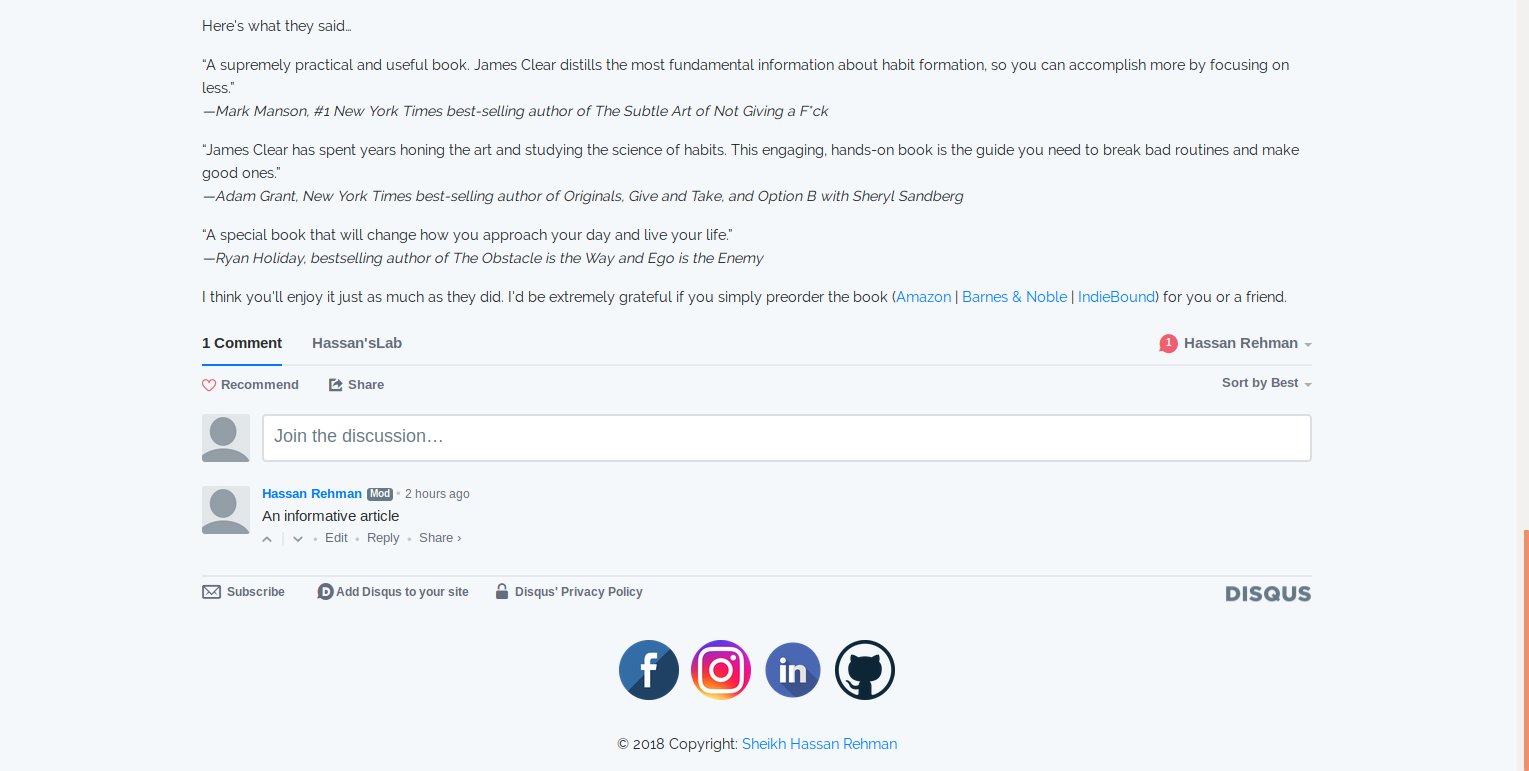 Here's what they said…
“A supremely practical and useful book. James Clear distills the most fundamental information about habit formation, so you can accomplish more by focusing on
less.”
—Mark Manson, #1 New York Times best-selling author of The Subtle Art of Not Giving a F*ck
“James Clear has spent years honing the art and studying the science of habits. This engaging, hands-on book is the guide you need to break bad routines and make
good ones.”
—Adam Grant, New York Times best-selling author of Originals, Give and Take, and Option B with Sheryl Sandberg
“A special book that will change how you approach your day and live your life.”
—Ryan Holiday, bestselling author of The Obstacle is the Way and Ego is the Enemy
I think you'll enjoy it just as much as they did. I'd be extremely grateful if you simply preorder the book (Amazon | Barnes & Noble | IndieBound) for you or a friend.
1 Comment Hassan'sLab 1 Hassan Rehman
Recommend Share Sort by Best
Join the discussion…
Hassan Rehman Mod • 2 hours ago
An informative article
• Edit • Reply • Share ›
Subscribe D Add Disqus to your site Disqus' Privacy Policy DISQUS
f in
© 2018 Copyright: Sheikh Hassan Rehman